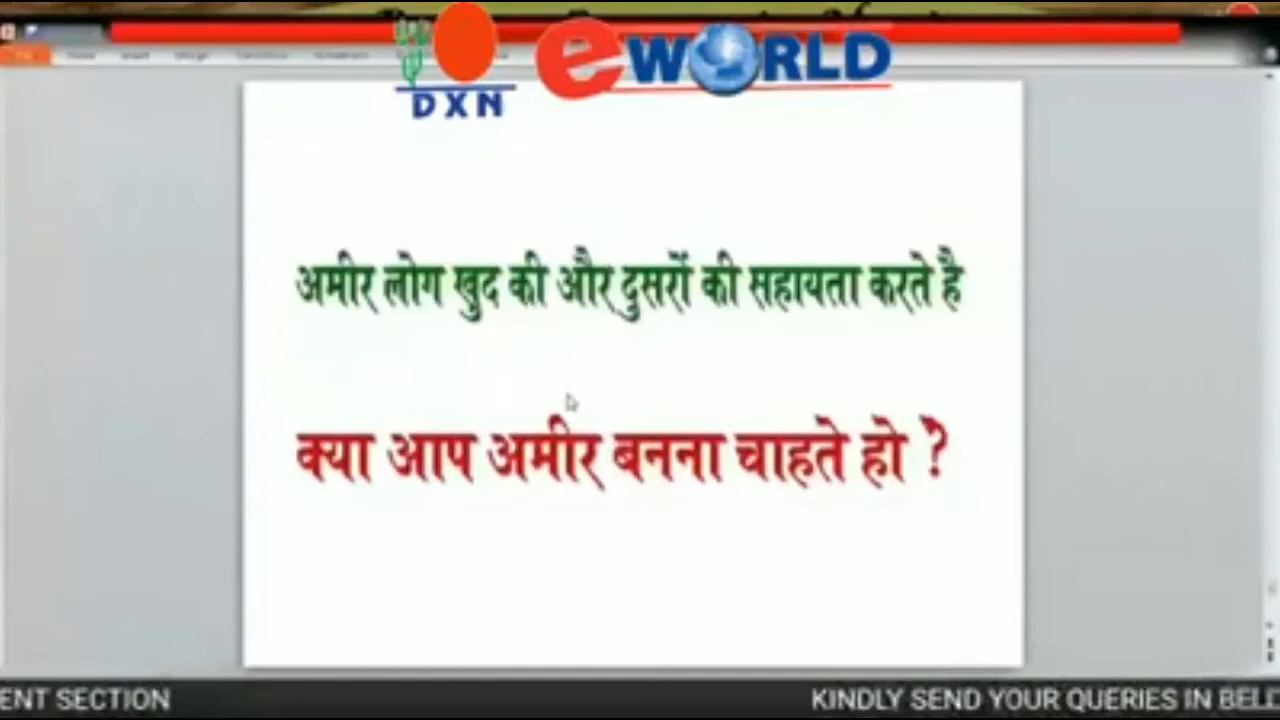 DXN
eWORLD
अमीर लोग खुद की और दुसरों की सहायता करते है
क्या आप अमीर बनना चाहते हो ?
ENT SECTION
KINDLY SEND YOUR QUERIES IN